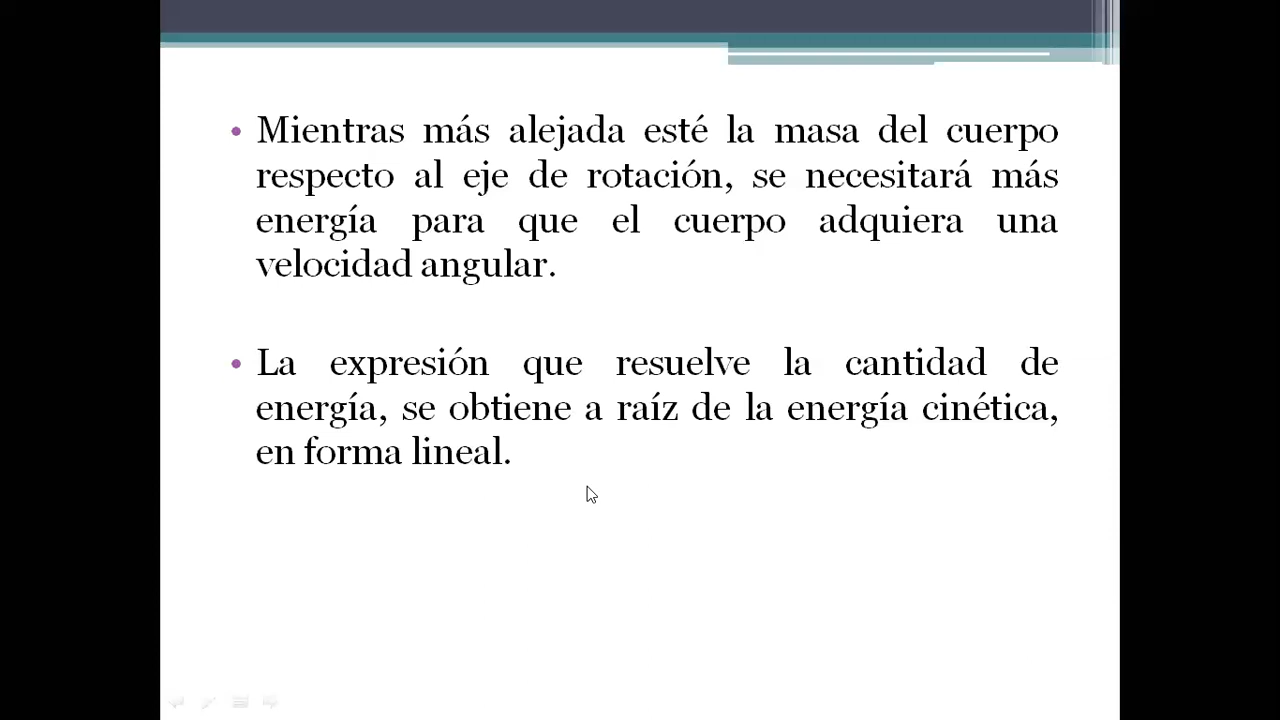 • Mientras más alejada esté la masa del cuerpo
respecto al eje de rotación, se necesitará más
energía para que el cuerpo adquiera una
velocidad angular.
• La expresión que resuelve la cantidad de
energía, se obtiene a raíz de la energía cinética,
en forma lineal.